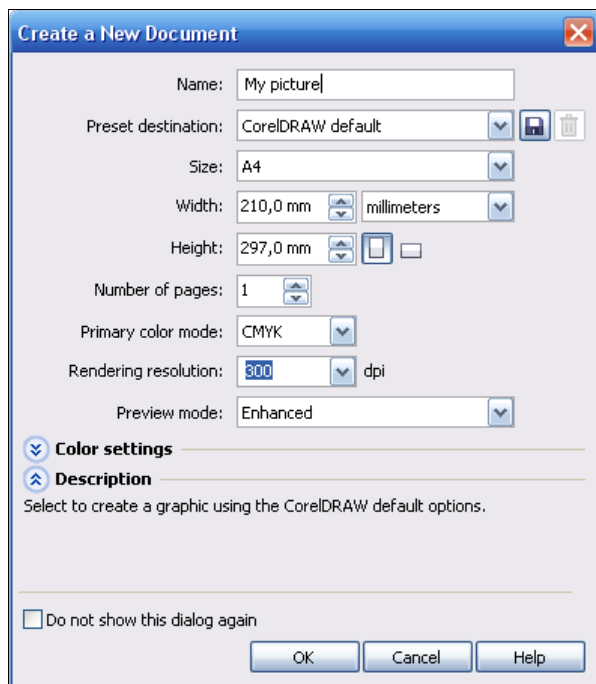 Create a New Document
Name: My picture
Preset destination: CorelDRAW default
Size: A4
Width: 210,0 mm millimeters
Height: 297,0 mm
Number of pages: 1
Primary color mode: CMYK
Rendering resolution: 300 dpi
Preview mode: Enhanced
Color settings
Description
Select to create a graphic using the CorelDRAW default options.
Do not show this dialog again
OK Cancel Help